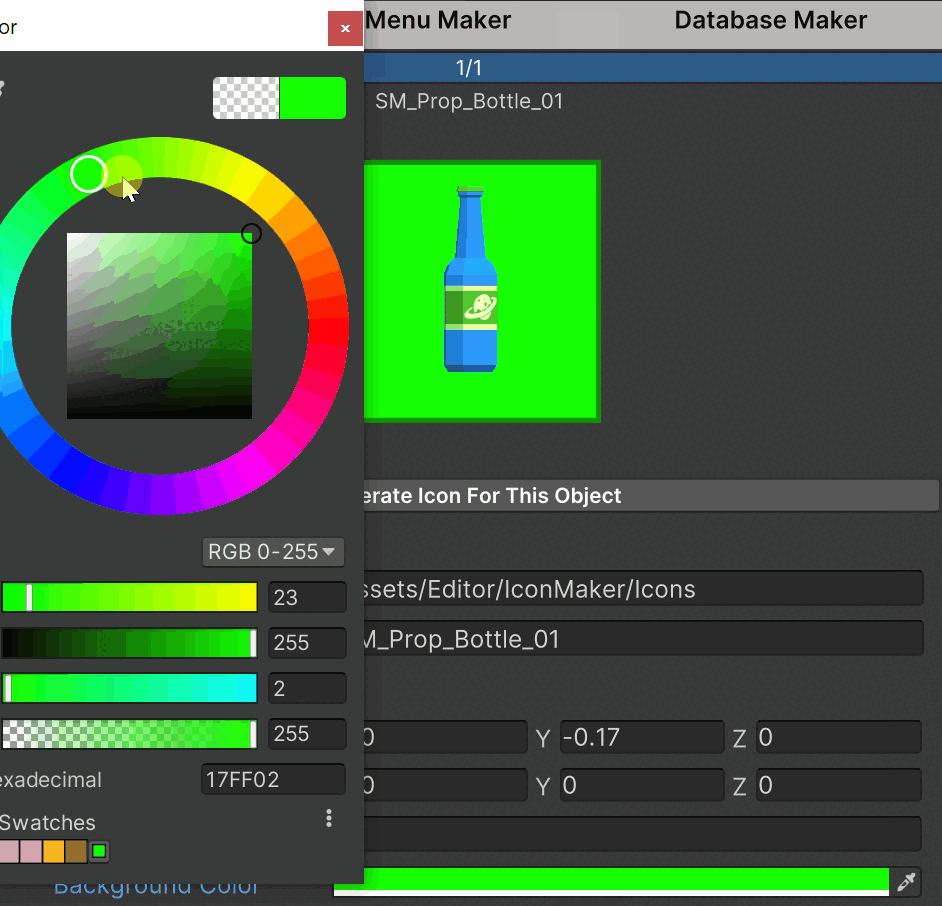 or
Menu Maker
Database Maker
1/1
SM_Prop_Bottle_01
erate Icon For This Object
RGB 0-255
ssets/Editor/IconMaker/Icons
23
M_Prop_Bottle_01
255
2
255
0 Y -0.17 Z 0
exadecimal 17FF02
0 Y 0 Z 0
Swatches
Background Color